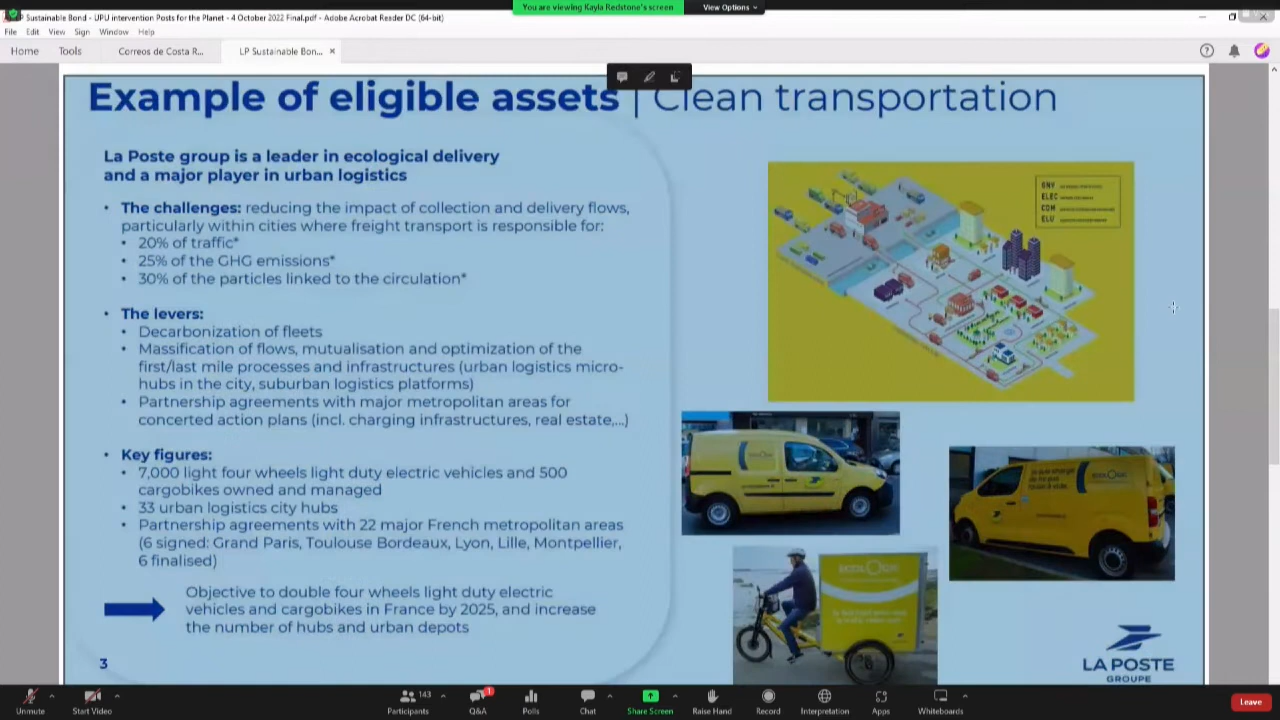 You are viewing Kayla Redstone's screen
View Options
LP Sustainable Bond - UPU intervention Posts for the Planet - 4 October 2022 Final.pdf - Adobe Acrobat Reader DC (64-bit)
File Edit View Sign Window Help
Home Tools Correos de Costa R... LP Sustainable Bon... ×
Example of eligible assets | Clean transportation
La Poste group is a leader in ecological delivery
and a major player in urban logistics
• The challenges: reducing the impact of collection and delivery flows,
particularly within cities where freight transport is responsible for:
• 20% of traffic*
• 25% of the GHG emissions*
• 30% of the particles linked to the circulation*
• The levers:
• Decarbonization of fleets
• Massification of flows, mutualisation and optimization of the
first/last mile processes and infrastructures (urban logistics micro-
hubs in the city, suburban logistics platforms)
• Partnership agreements with major metropolitan areas for
concerted action plans (incl. charging infrastructures, real estate,...)
• Key figures:
• 7,000 light four wheels light duty electric vehicles and 500
cargobikes owned and managed
• 33 urban logistics city hubs
• Partnership agreements with 22 major French metropolitan areas
(6 signed: Grand Paris, Toulouse Bordeaux, Lyon, Lille, Montpellier,
6 finalised)
Objective to double four wheels light duty electric
vehicles and cargobikes in France by 2025, and increase
the number of hubs and urban depots
3
GNV
ELEC
CDM
ELU
ECOLOGIC
LA POSTE
GROUPE
Unmute Start Video Participants 143 Q&A 1 Polls Chat Share Screen Raise Hand Record Interpretation Apps Whiteboards Leave